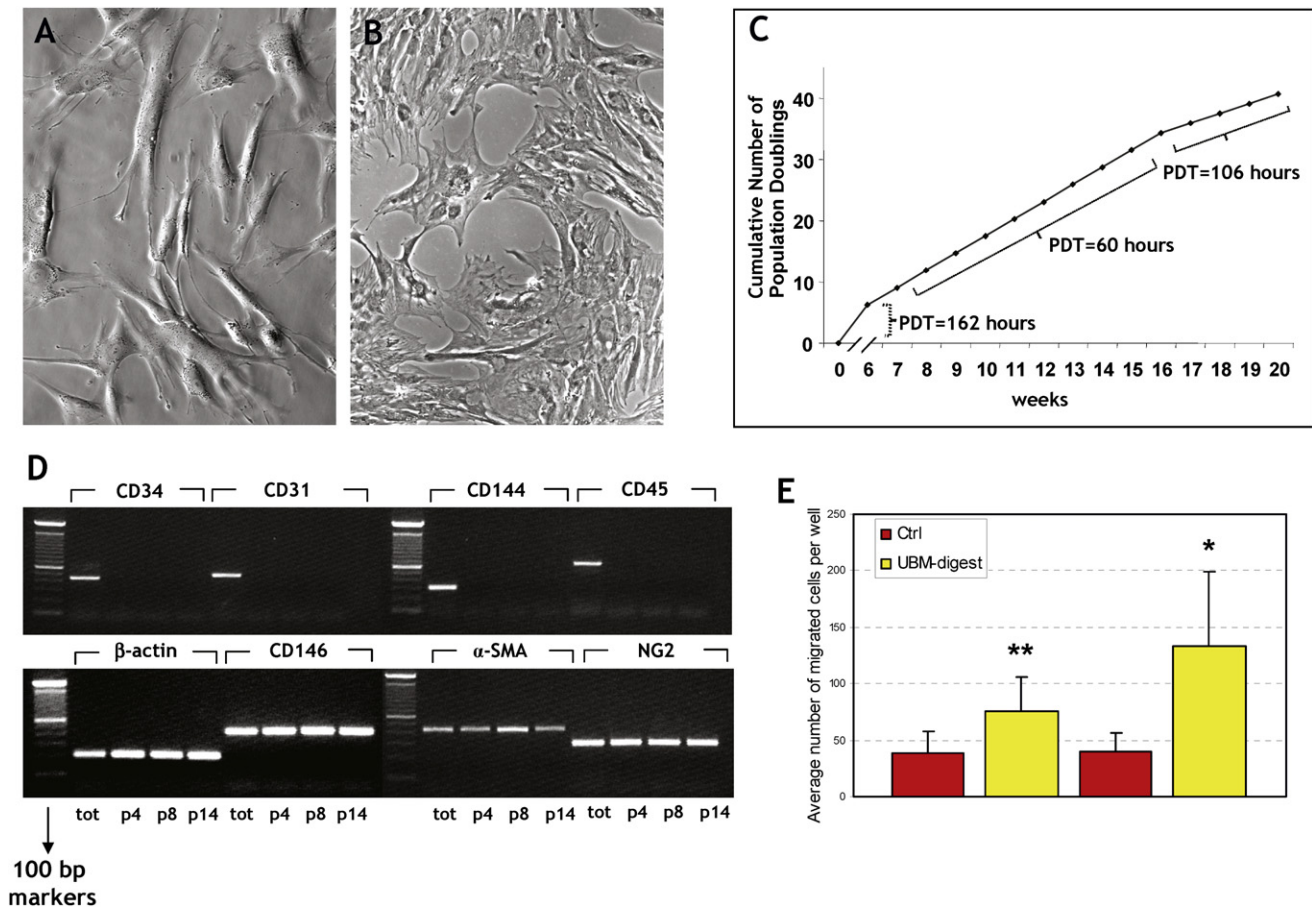 A
B
C
Cumulative Number of
Population Doublings
40
30
20
10
0
PDT=106 hours
PDT=60 hours
PDT=162 hours
0 6 7 8 9 10 11 12 13 14 15 16 17 18 19 20
weeks
D
CD34 CD31 CD144 CD45
β-actin CD146 α-SMA NG2
tot p4 p8 p14 tot p4 p8 p14 tot p4 p8 p14 tot p4 p8 p14
100 bp
markers
E
Average number of migrated cells per well
250
200
150
100
50
0
Ctrl
UBM-digest
**
*